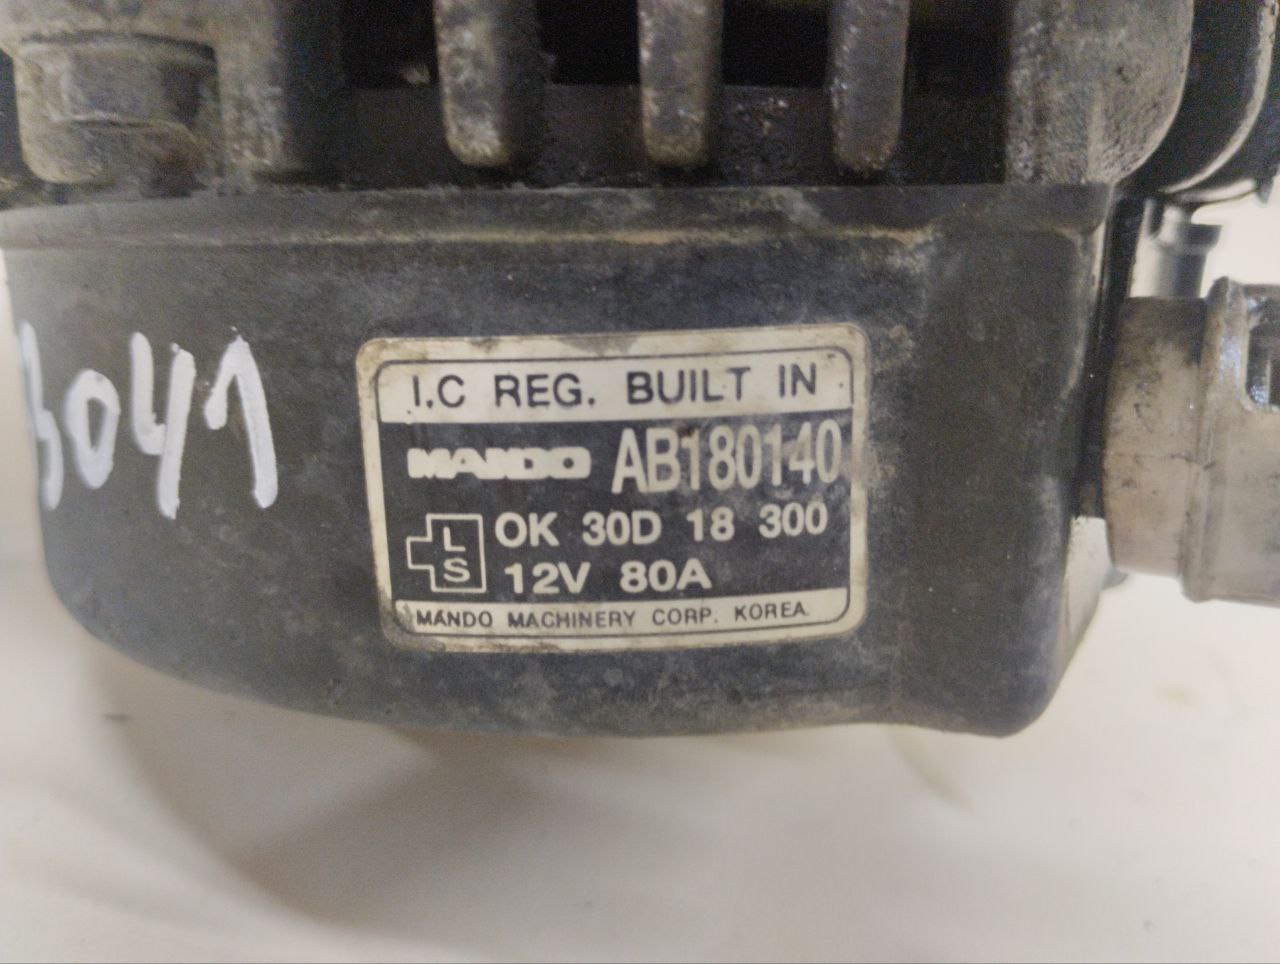 3041
I.C REG. BUILT IN
MANDO AB180140
L
S
OK 30D 18 300
12V 80A
MANDO MACHINERY CORP. KOREA.